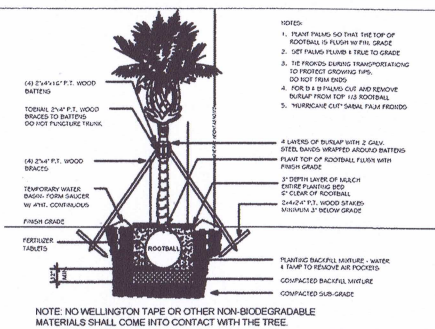 NOTES:
1. PLANT PALMS SO THAT THE TOP OF
ROOTBALL IS FLUSH W/ FIN. GRADE
2. SET PALMS PLUMB & TRUE TO GRADE
3. TIE FRONDS DURING TRANSPORTATIONG
TO PROTECT GROWING TIPS.
DO NOT TRIM ENDS
4. FOR B & B PALMS CUT AND REMOVE
BURLAP FROM TOP 1/3 ROOTBALL
5. "HURRICANE CUT" SABAL PALM FRONDS
(4) 2"x4"x16" P.T. WOOD
BATTENS
TOENAIL 2"x4" P.T. WOOD
BRACES TO BATTENS
DO NOT PUNCTURE TRUNK
(4) 2"x4" P.T. WOOD
BRACES
TEMPORARY WATER
BASIN- FORM SAUCER
W/ 4"HT. CONTINUOUS
FINISH GRADE
FERTILIZER
TABLETS
12"
MIN.
ROOTBALL
4 LAYERS OF BURLAP WITH 2 GALV.
STEEL BANDS WRAPPED AROUND BATTENS
PLANT TOP OF ROOTBALL FLUSH WITH
FINISH GRADE
3" DEPTH LAYER OF MULCH
ENTIRE PLANTING BED
6" CLEAR OF ROOTBALL
2x4x24" P.T. WOOD STAKES
MINIMUM 3" BELOW GRADE
PLANTING BACKFILL MIXTURE - WATER
& TAMP TO REMOVE AIR POCKETS
COMPACTED BACKFILL MIXTURE
COMPACTED SUB-GRADE
NOTE: NO WELLINGTON TAPE OR OTHER NON-BIODEGRADABLE
MATERIALS SHALL COME INTO CONTACT WITH THE TREE.